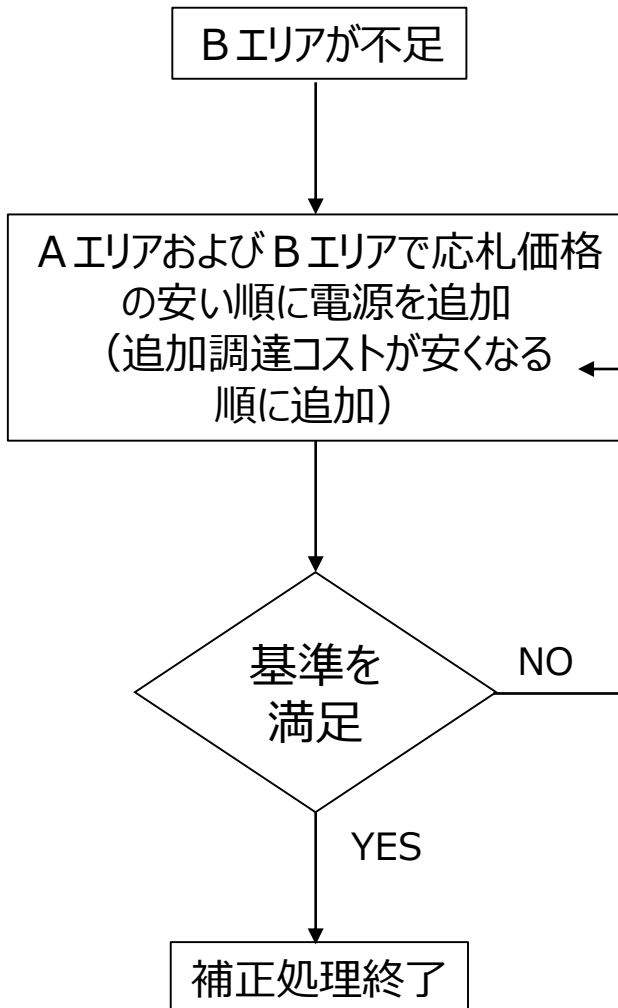 Bエリアが不足
AエリアおよびBエリアで応札価格
の安い順に電源を追加
（追加調達コストが安くなる
順に追加）
基準を
満足
NO
YES
補正処理終了